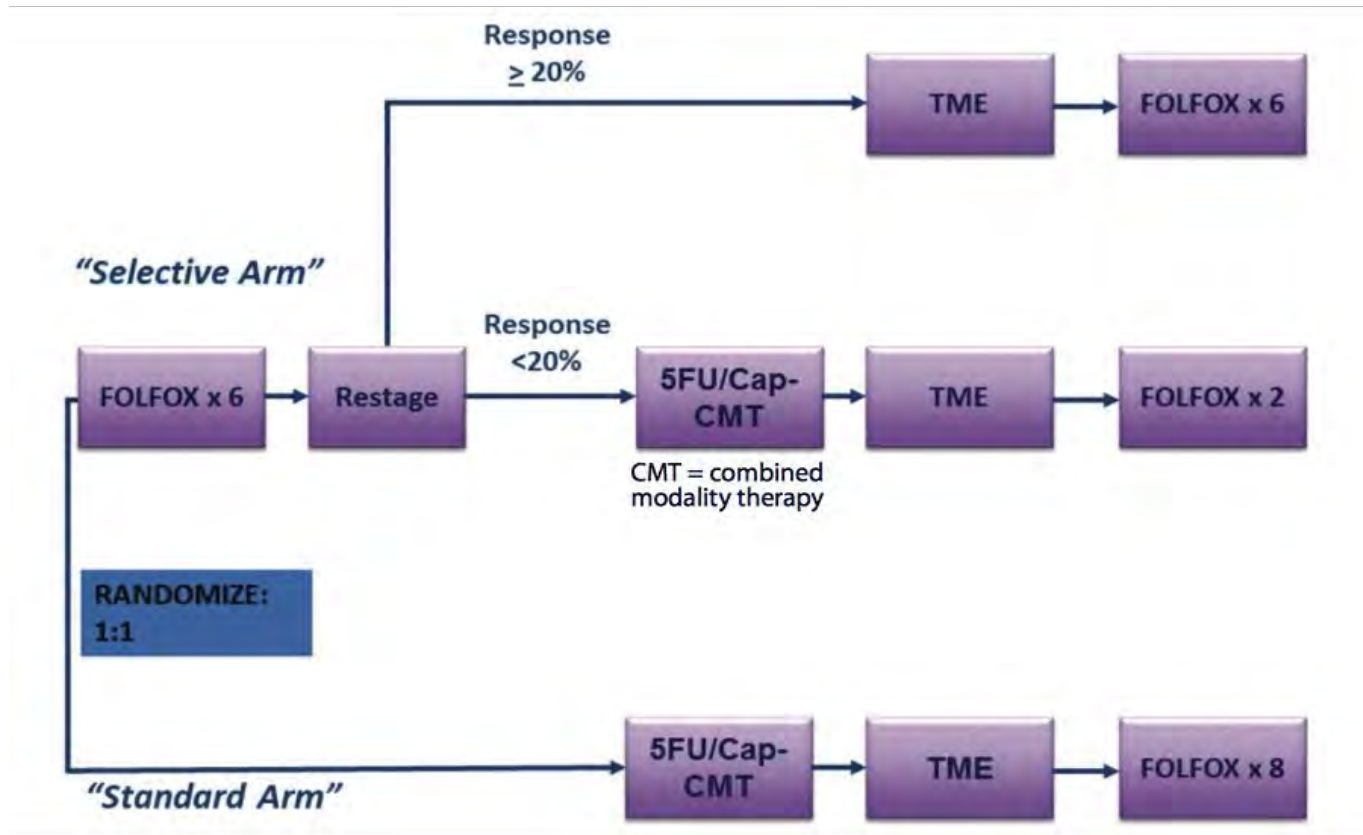 Response
≥ 20%
TME
FOLFOX x 6
“Selective Arm”
Response
<20%
FOLFOX x 6
Restage
5FU/Cap-
CMT
TME
FOLFOX x 2
CMT = combined
modality therapy
RANDOMIZE:
1:1
5FU/Cap-
CMT
TME
FOLFOX x 8
“Standard Arm”